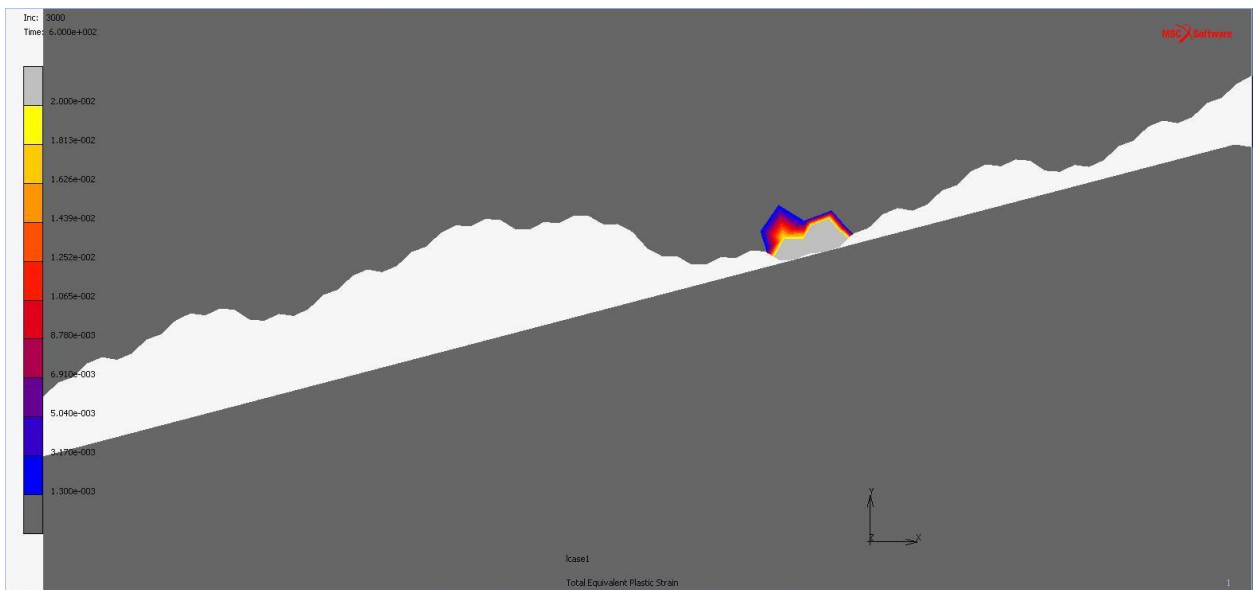 Inc: 3000
Time: 6.000e+002
MSC Software
2.000e-002
1.813e-002
1.626e-002
1.439e-002
1.252e-002
1.065e-002
8.780e-003
6.910e-003
5.040e-003
3.170e-003
1.300e-003
Y
Z X
lcase1
Total Equivalent Plastic Strain
1